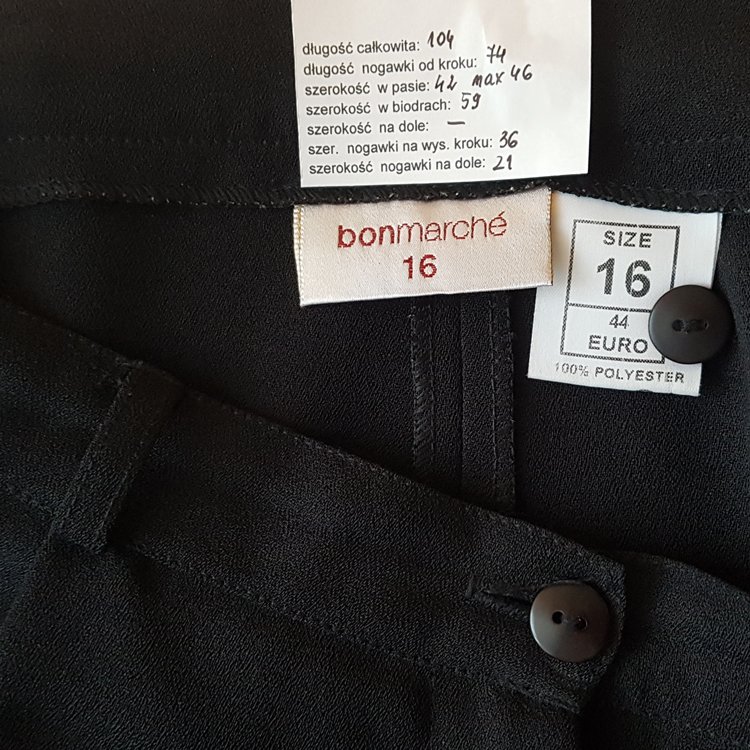 długość całkowita: 104
długość nogawki od kroku: 74
szerokość w pasie: 42 max 46
szerokość w biodrach: 59
szerokość na dole: —
szer. nogawki na wys. kroku: 36
szerokość nogawki na dole: 21
bonmarché
16
SIZE
16
44
EURO
100% POLYESTER